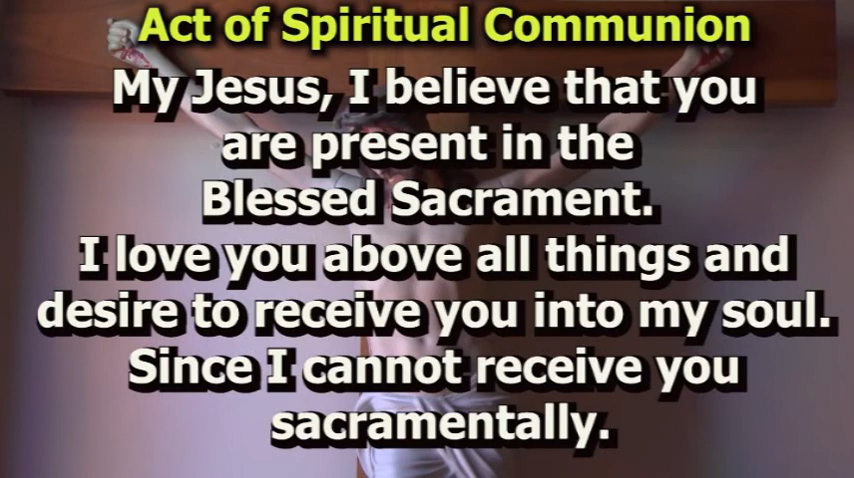 Act of Spiritual Communion
My Jesus, I believe that you
are present in the
Blessed Sacrament.
I love you above all things and
desire to receive you into my soul.
Since I cannot receive you
sacramentally.